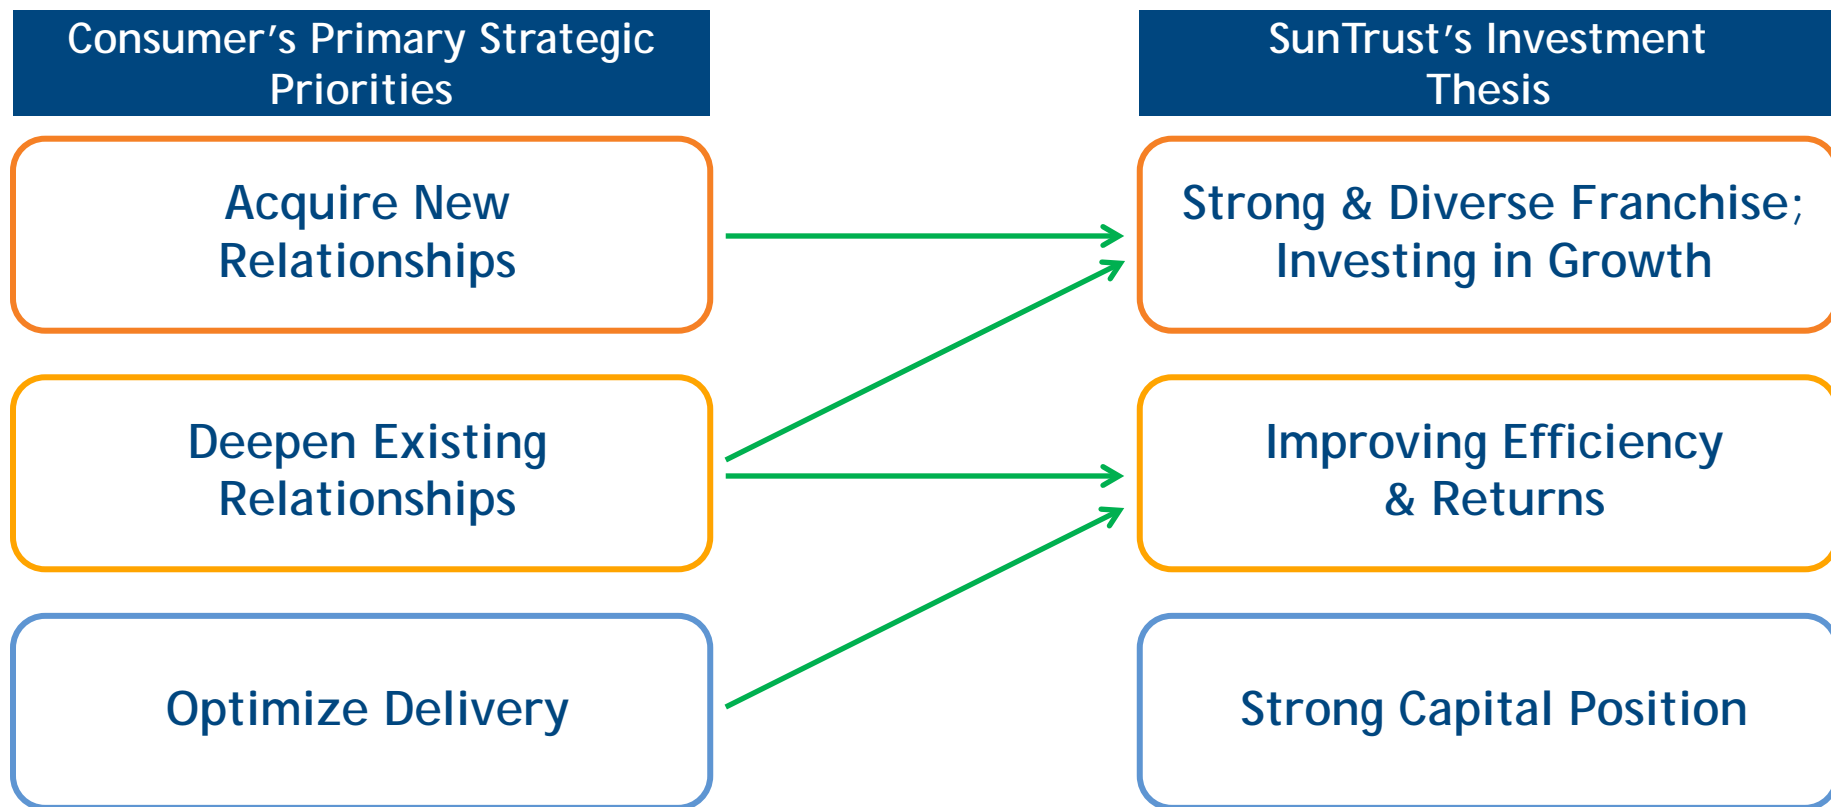 Consumer's Primary Strategic
Priorities
SunTrust's Investment
Thesis
Acquire New
Relationships
Strong & Diverse Franchise;
Investing in Growth
Deepen Existing
Relationships
Improving Efficiency
& Returns
Optimize Delivery
Strong Capital Position